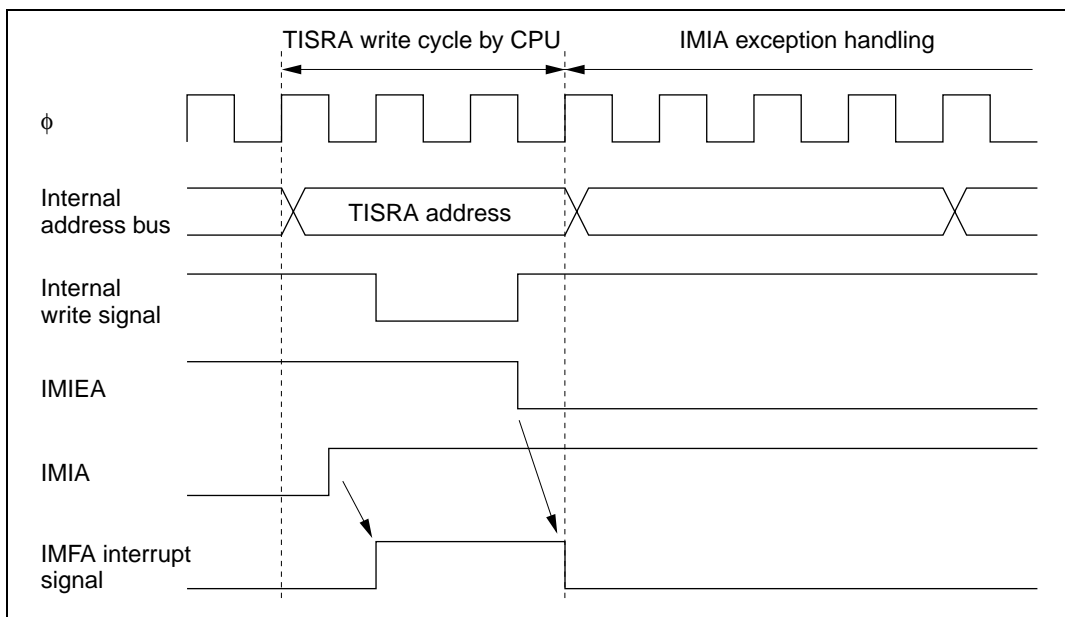 TISRA write cycle by CPU
IMIA exception handling
φ
Internal
address bus
TISRA address
Internal
write signal
IMIEA
IMIA
IMFA interrupt
signal